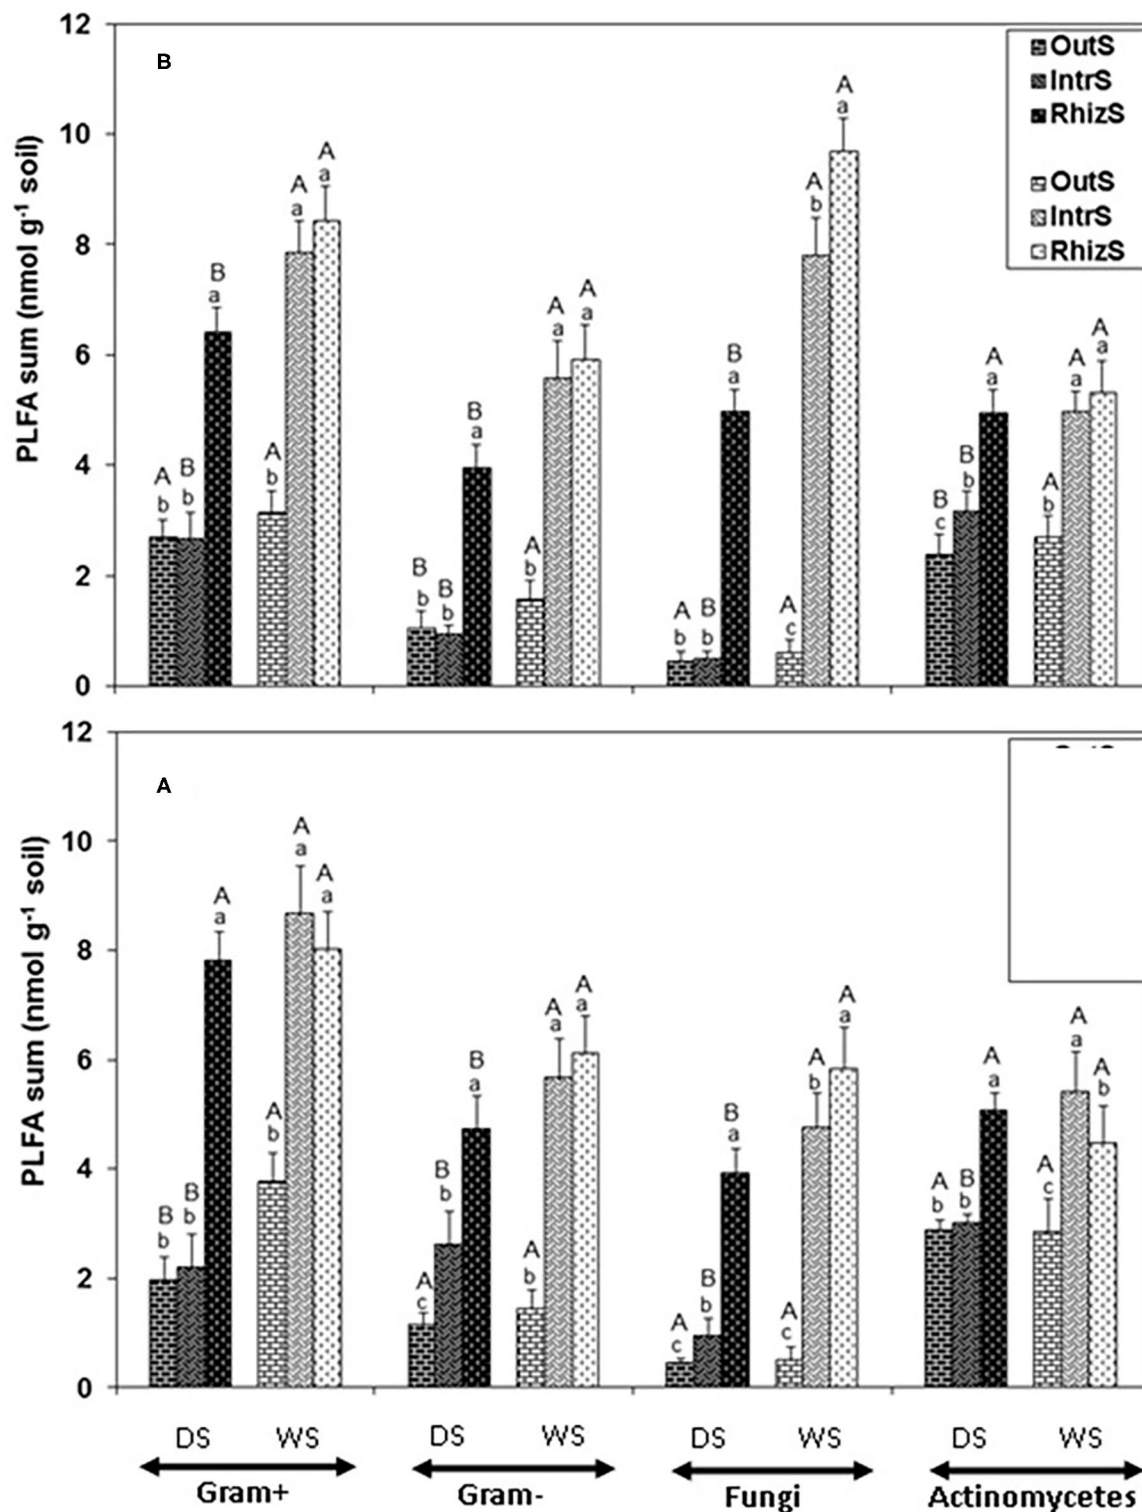 12
B
OutS
IntrS
RhizS
OutS
IntrS
RhizS
PLFA sum (nmol g-1 soil)
10
8
6
4
2
0
A b
B b
B a
A b
A a
A a
B b
B b
B a
A b
A a
A a
A b
B b
B a
A c
A b
A a
B c
B b
A a
A b
A a
A a
12
A
PLFA sum (nmol g-1 soil)
10
8
6
4
2
0
B b
B b
A a
A b
A a
A a
A c
B b
B a
A b
A a
A a
A c
B b
B a
A c
A b
A a
A b
B b
A a
A c
A a
A b
DS WS DS WS DS WS DS WS
Gram+ Gram- Fungi Actinomycetes